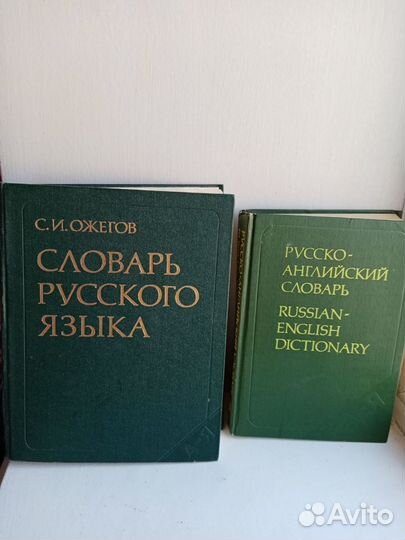 С. И. ОЖЕГОВ
СЛОВАРЬ
РУССКОГО
ЯЗЫКА
РУССКО-
АНГЛИЙСКИЙ
СЛОВАРЬ
RUSSIAN-
ENGLISH
DICTIONARY
Avito